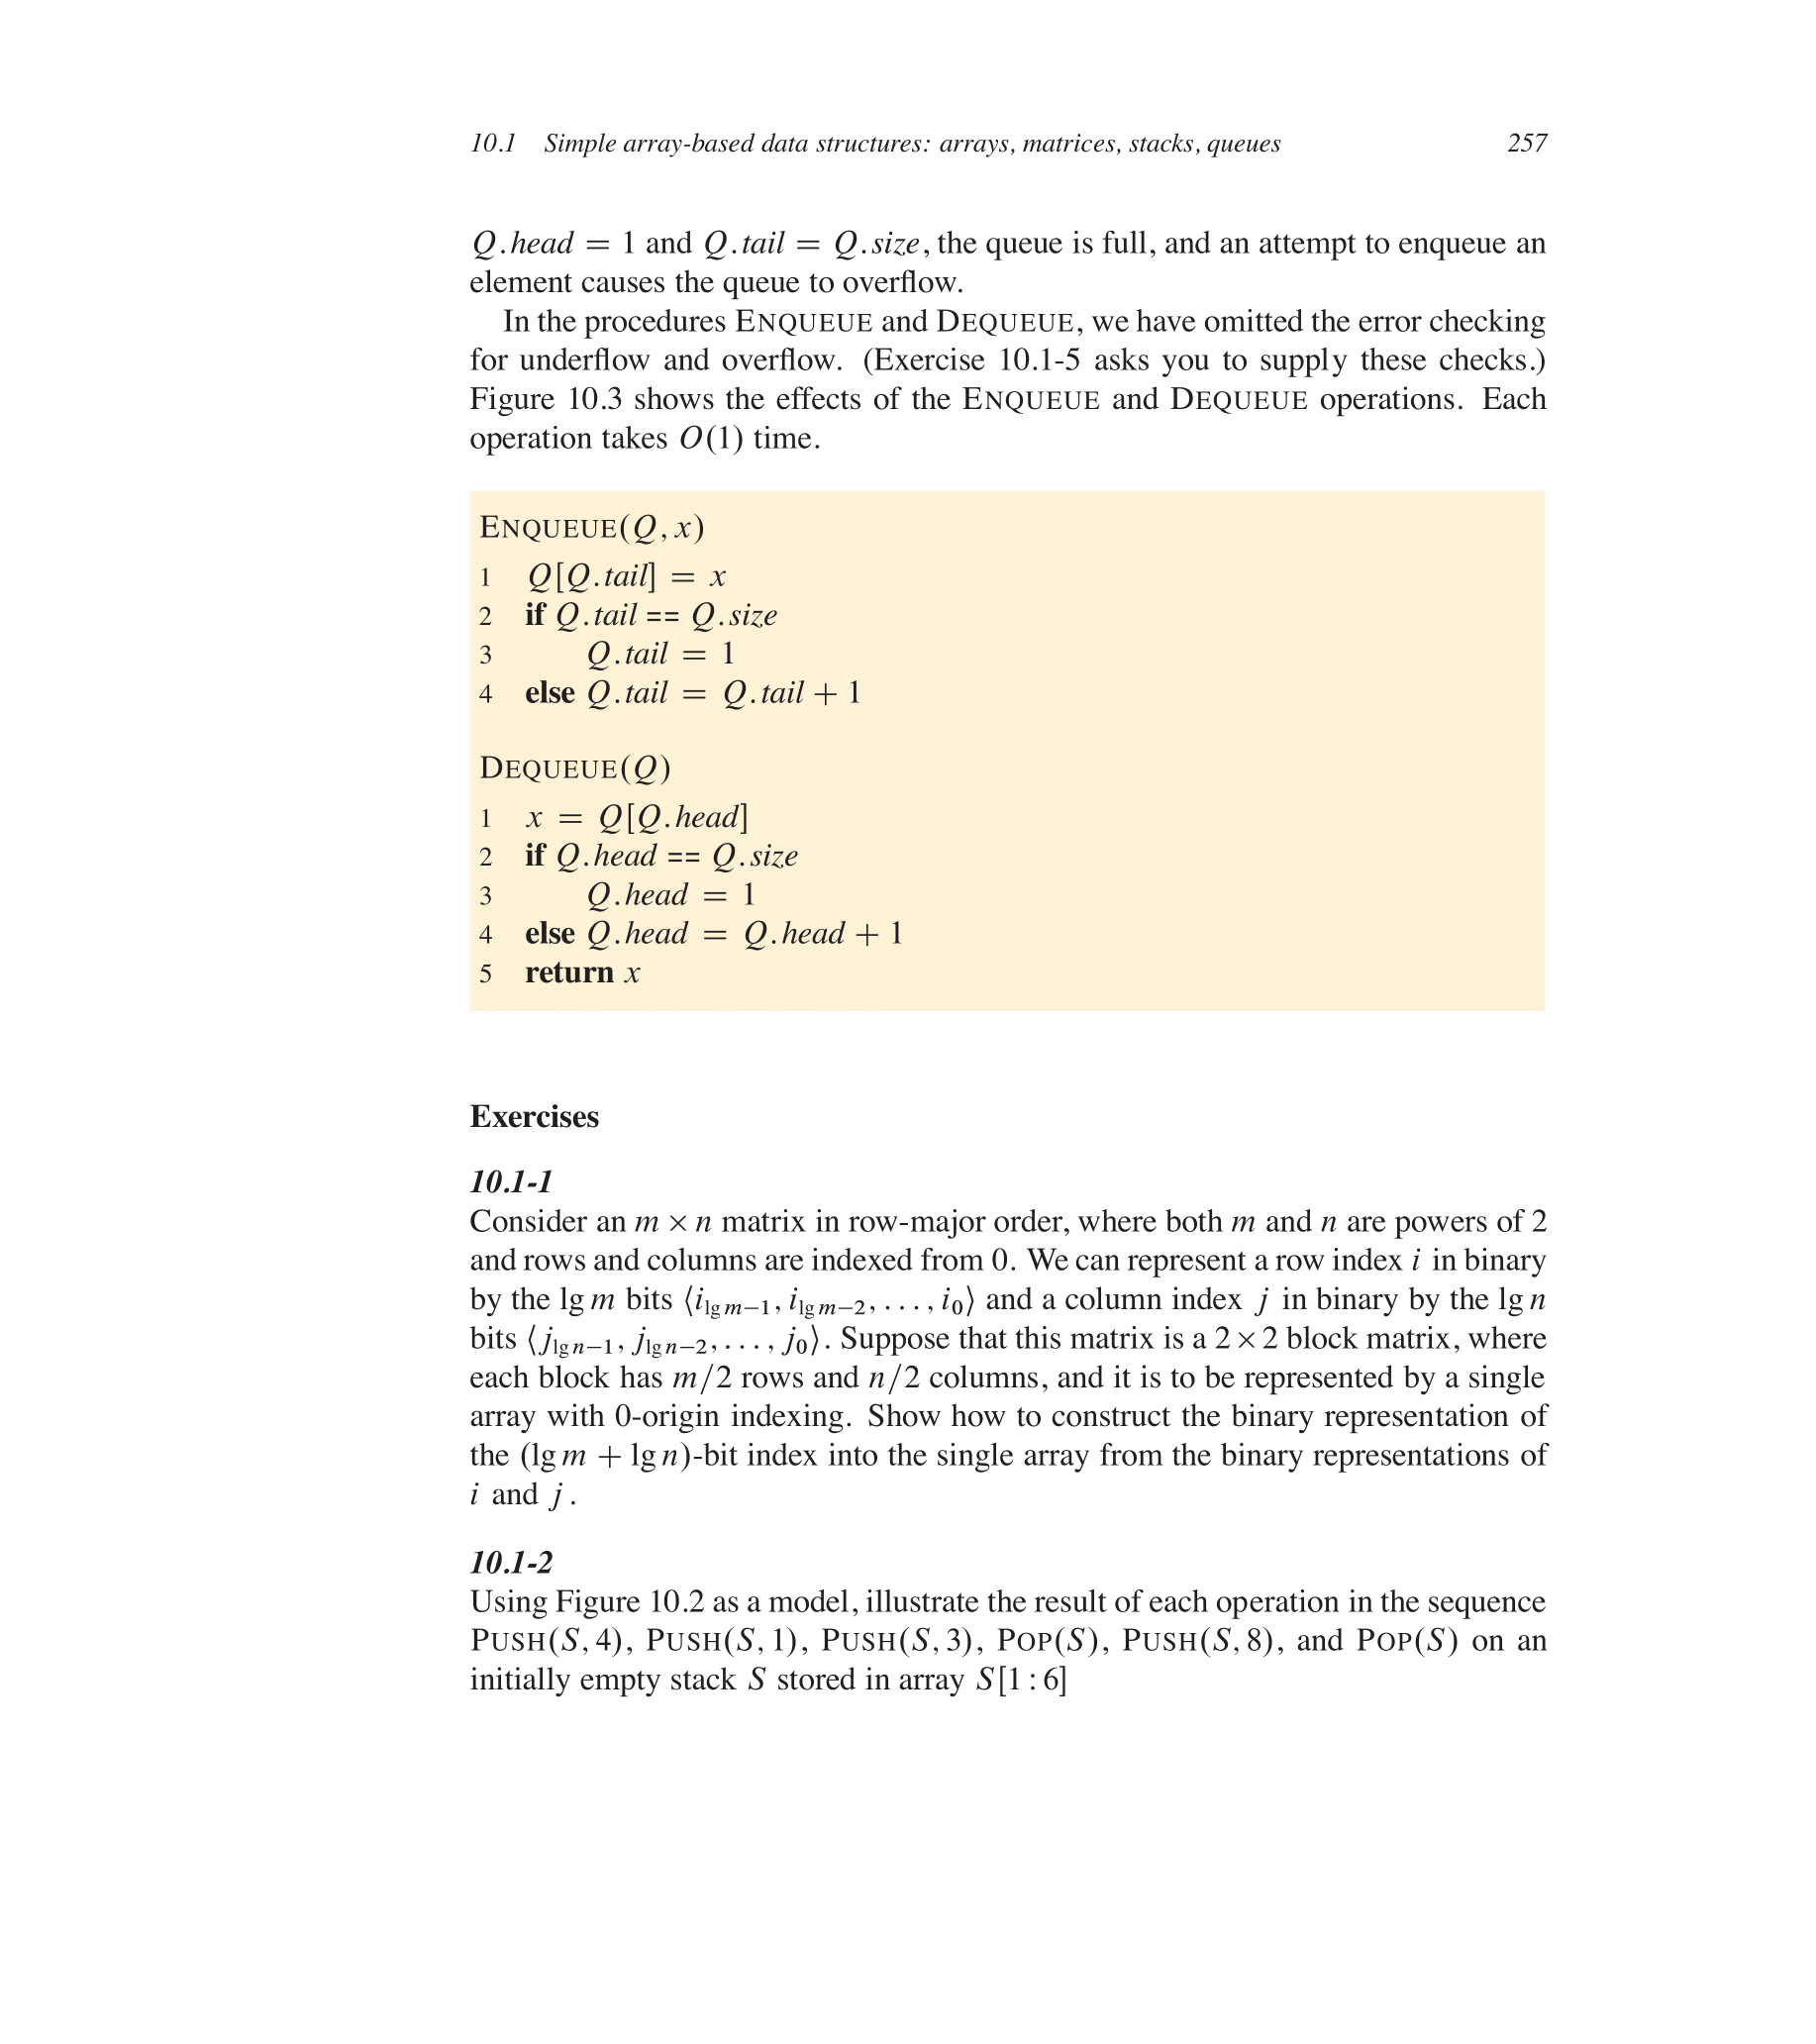 10.1 Simple array-based data structures: arrays, matrices, stacks, queues 257
Q.head = 1 and Q.tail = Q.size, the queue is full, and an attempt to enqueue an
element causes the queue to overflow.
In the procedures ENQUEUE and DEQUEUE, we have omitted the error checking
for underflow and overflow. (Exercise 10.1-5 asks you to supply these checks.)
Figure 10.3 shows the effects of the ENQUEUE and DEQUEUE operations. Each
operation takes O(1) time.
ENQUEUE(Q, x)
1 Q[Q.tail] = x
2 if Q.tail == Q.size
3 Q.tail = 1
4 else Q.tail = Q.tail + 1
DEQUEUE(Q)
1 x = Q[Q.head]
2 if Q.head == Q.size
3 Q.head = 1
4 else Q.head = Q.head + 1
5 return x
Exercises
10.1-1
Consider an m × n matrix in row-major order, where both m and n are powers of 2
and rows and columns are indexed from 0. We can represent a row index i in binary
by the lg m bits ⟨i_{lg m−1}, i_{lg m−2}, . . . , i_0⟩ and a column index j in binary by the lg n
bits ⟨j_{lg n−1}, j_{lg n−2}, . . . , j_0⟩. Suppose that this matrix is a 2 × 2 block matrix, where
each block has m/2 rows and n/2 columns, and it is to be represented by a single
array with 0-origin indexing. Show how to construct the binary representation of
the (lg m + lg n)-bit index into the single array from the binary representations of
i and j.
10.1-2
Using Figure 10.2 as a model, illustrate the result of each operation in the sequence
PUSH(S, 4), PUSH(S, 1), PUSH(S, 3), POP(S), PUSH(S, 8), and POP(S) on an
initially empty stack S stored in array S[1 : 6]